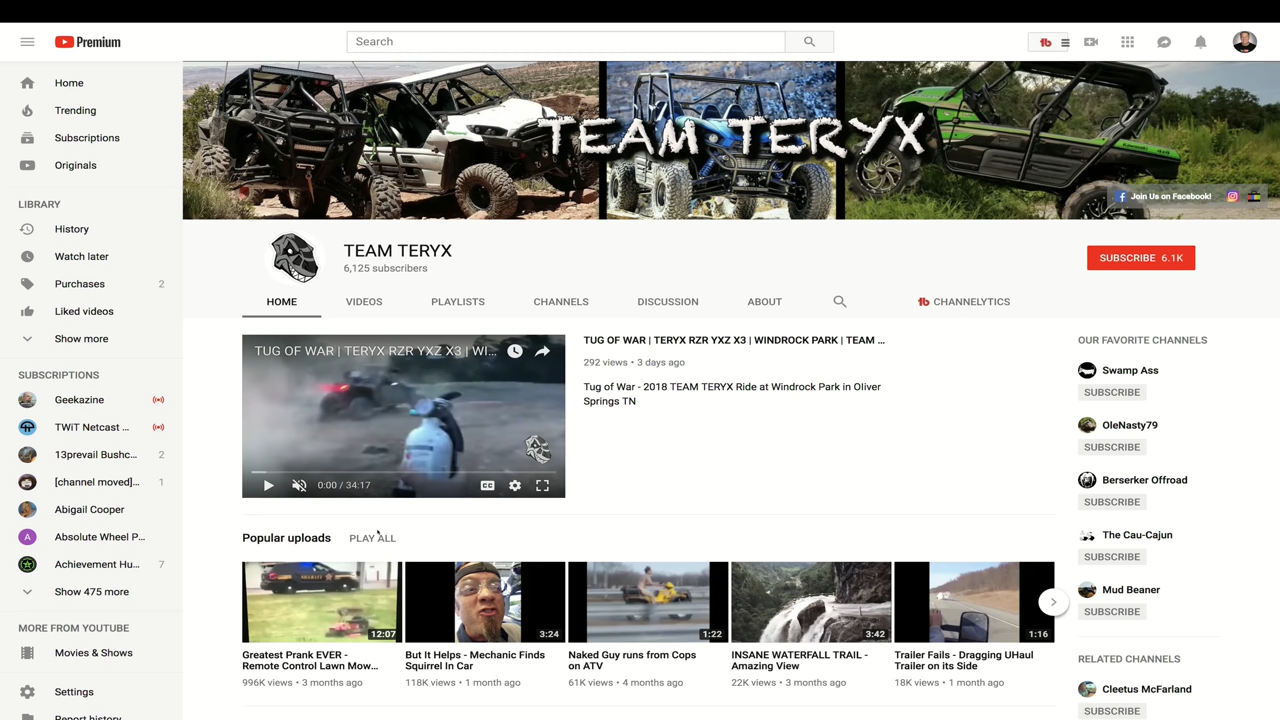 Premium
Search
tb
Home
Trending
Subscriptions
Originals
LIBRARY
History
Watch later
Purchases 2
Liked videos
Show more
SUBSCRIPTIONS
Geekazine
TWiT Netcast ...
13prevail Bushc... 2
[channel moved]... 1
Abigail Cooper
A Absolute Wheel P...
Achievement Hu... 7
Show 475 more
MORE FROM YOUTUBE
Movies & Shows
Settings
Report history
TEAM TERYX
Join Us on Facebook!
TEAM TERYX
6,125 subscribers
SUBSCRIBE 6.1K
HOME VIDEOS PLAYLISTS CHANNELS DISCUSSION ABOUT tb CHANNELYTICS
TUG OF WAR | TERYX RZR YXZ X3 | WI...
0:00 / 34:17
CC
TUG OF WAR | TERYX RZR YXZ X3 | WINDROCK PARK | TEAM ...
292 views • 3 days ago
Tug of War - 2018 TEAM TERYX Ride at Windrock Park in Oliver
Springs TN
Popular uploads PLAY ALL
SHERIFF
12:07
Greatest Prank EVER -
Remote Control Lawn Mow...
996K views • 3 months ago
3:24
But It Helps - Mechanic Finds
Squirrel In Car
118K views • 1 month ago
1:22
Naked Guy runs from Cops
on ATV
61K views • 4 months ago
3:42
INSANE WATERFALL TRAIL -
Amazing View
22K views • 3 months ago
1:16
Trailer Fails - Dragging UHaul
Trailer on its Side
18K views • 1 month ago
OUR FAVORITE CHANNELS
Swamp Ass
SUBSCRIBE
OleNasty79
SUBSCRIBE
Berserker Offroad
SUBSCRIBE
The Cau-Cajun
SUBSCRIBE
Mud Beaner
SUBSCRIBE
RELATED CHANNELS
Cleetus McFarland
SUBSCRIBE